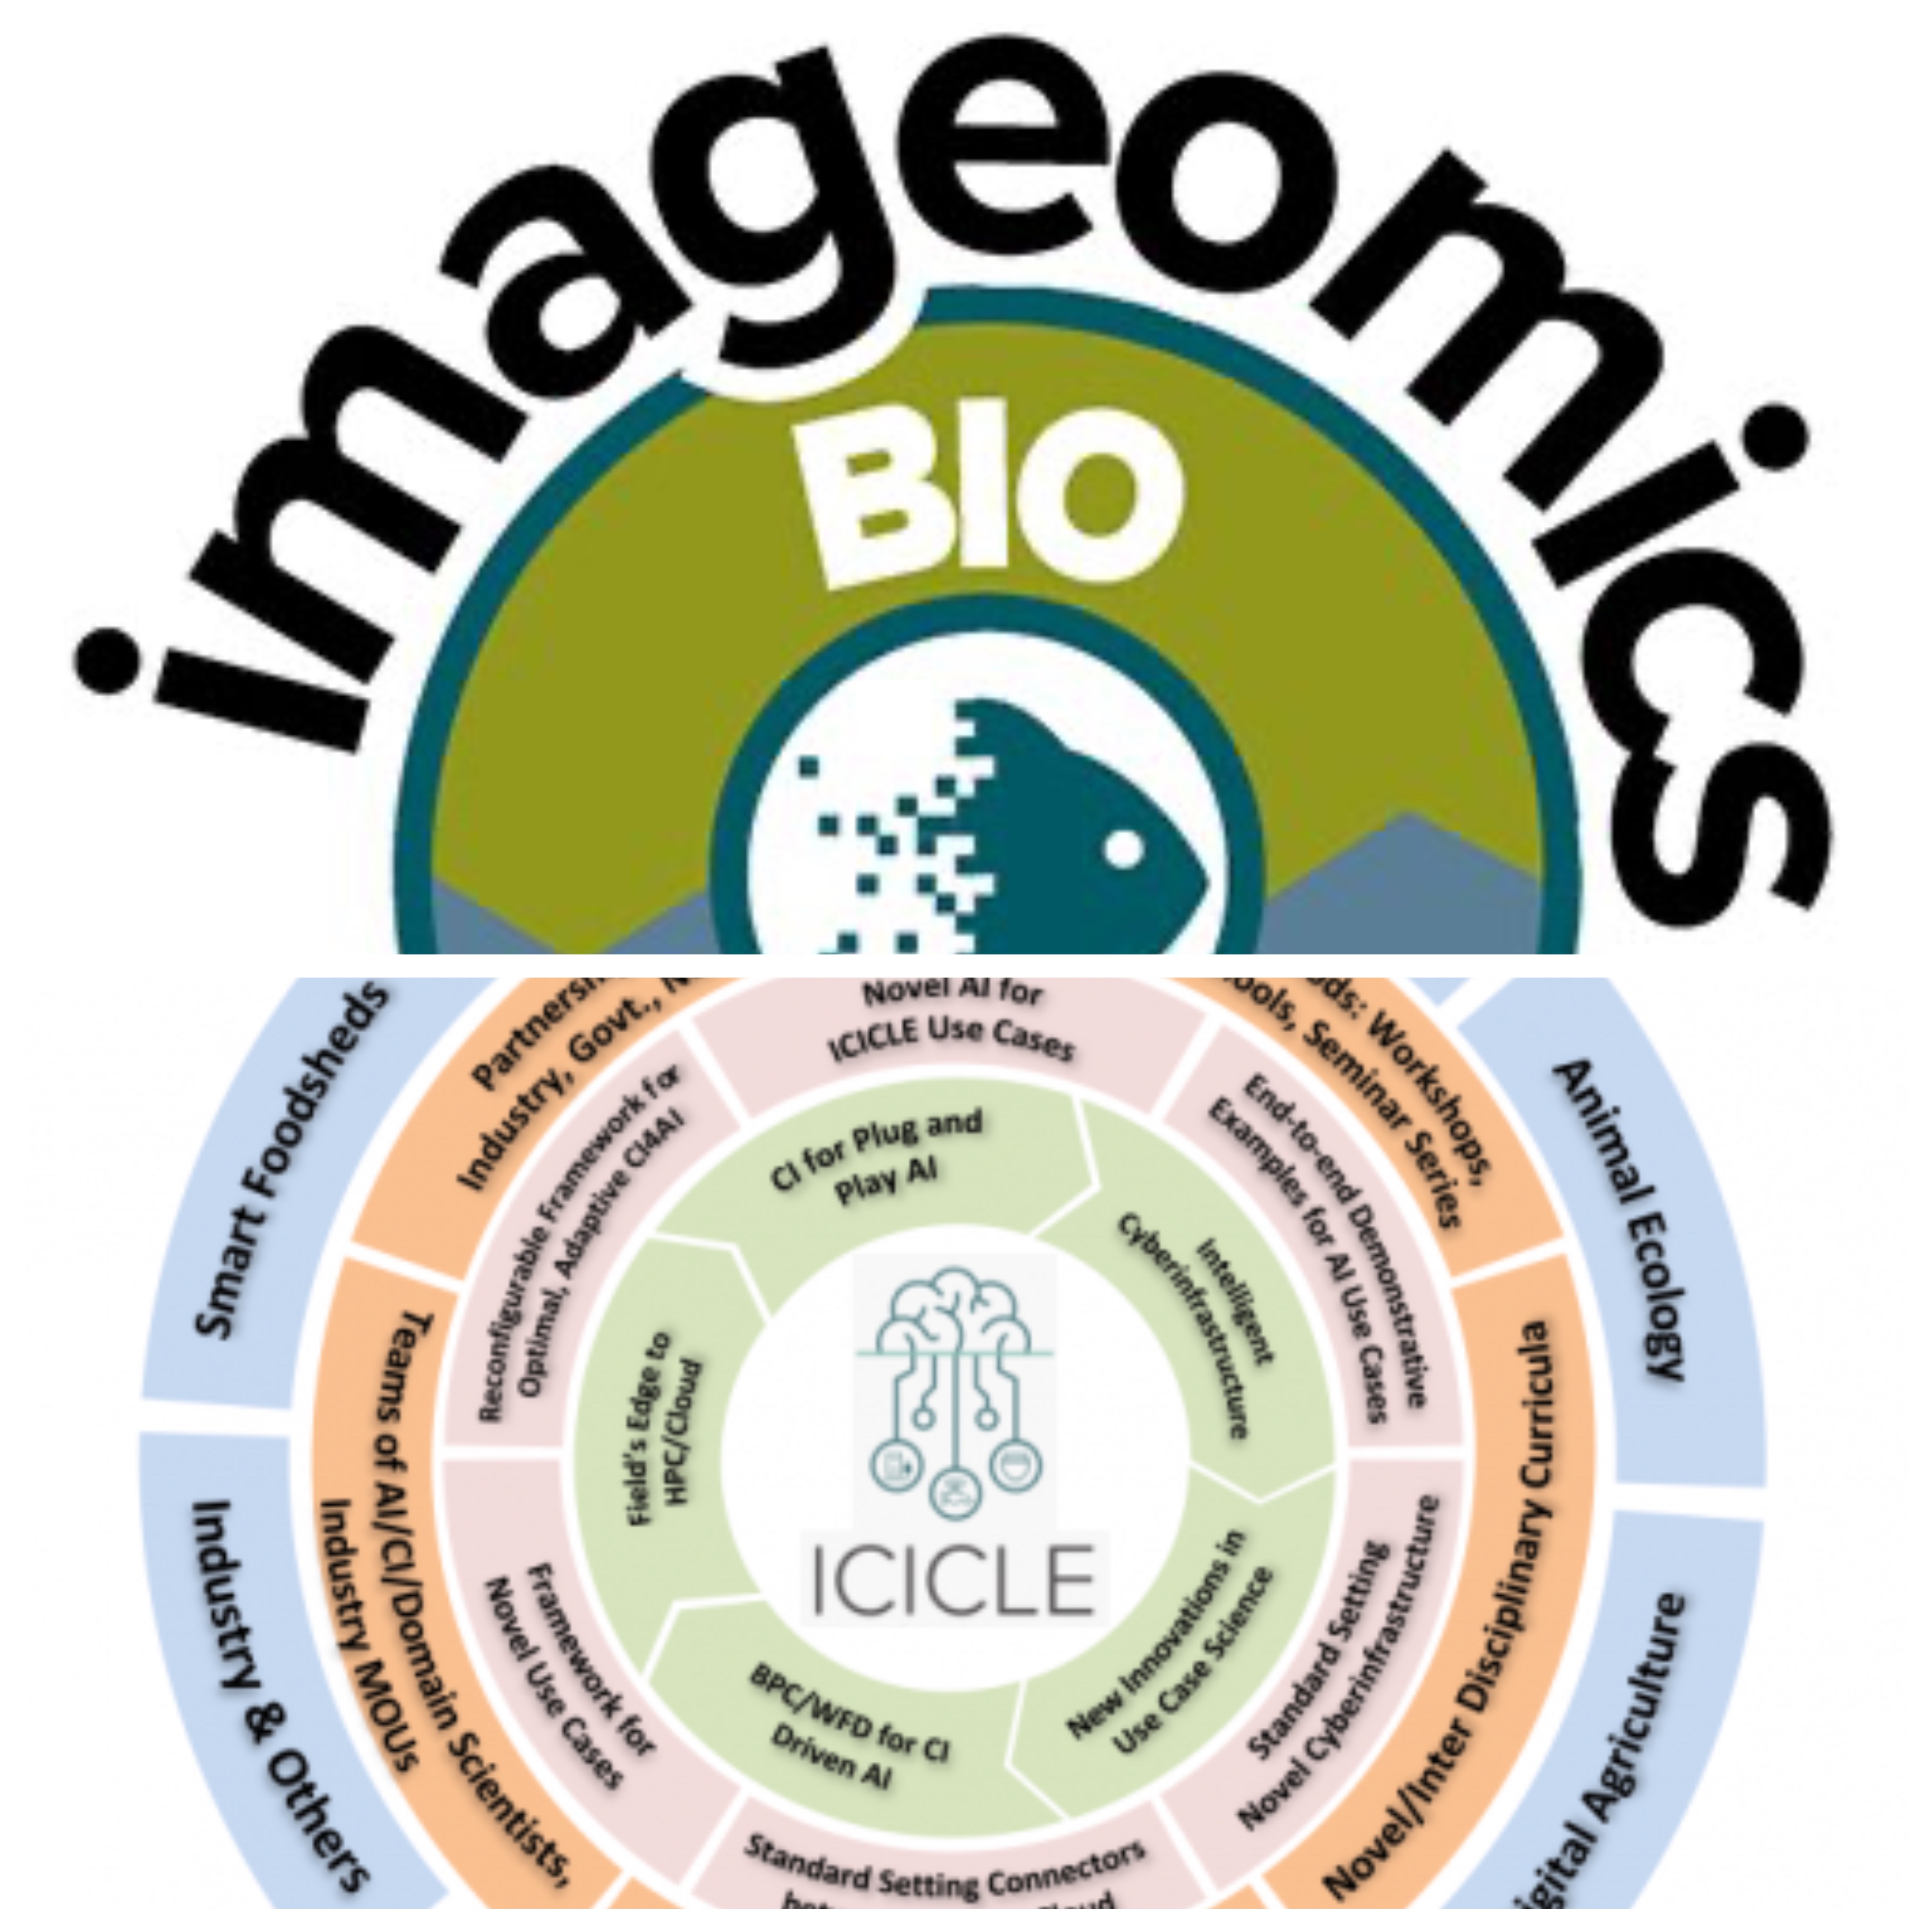 imageomics
BIO
Smart Foodsheds
Industry, Govt.,
Novel AI for
ICICLE Use Cases
ools, Seminar Series
ods: Workshops,
Animal Ecology
Reconfigurable Framework for
Optimal, Adaptive CI4AI
End-to-end Demonstrative
Examples for AI Use Cases
CI for Plug and
Play AI
Intelligent
Cyberinfrastructure
Field's Edge to
HPC/Cloud
ICICLE
New Innovations in
Use Case Science
BPC/WFD for CI
Driven AI
Teams of AI/CI/Domain Scientists,
Industry MOUs
Framework for
Novel Use Cases
Standard Setting
Novel Cyberinfrastructure
Novel/Inter Disciplinary Curricula
Industry & Others
igital Agriculture
Standard Setting Connectors